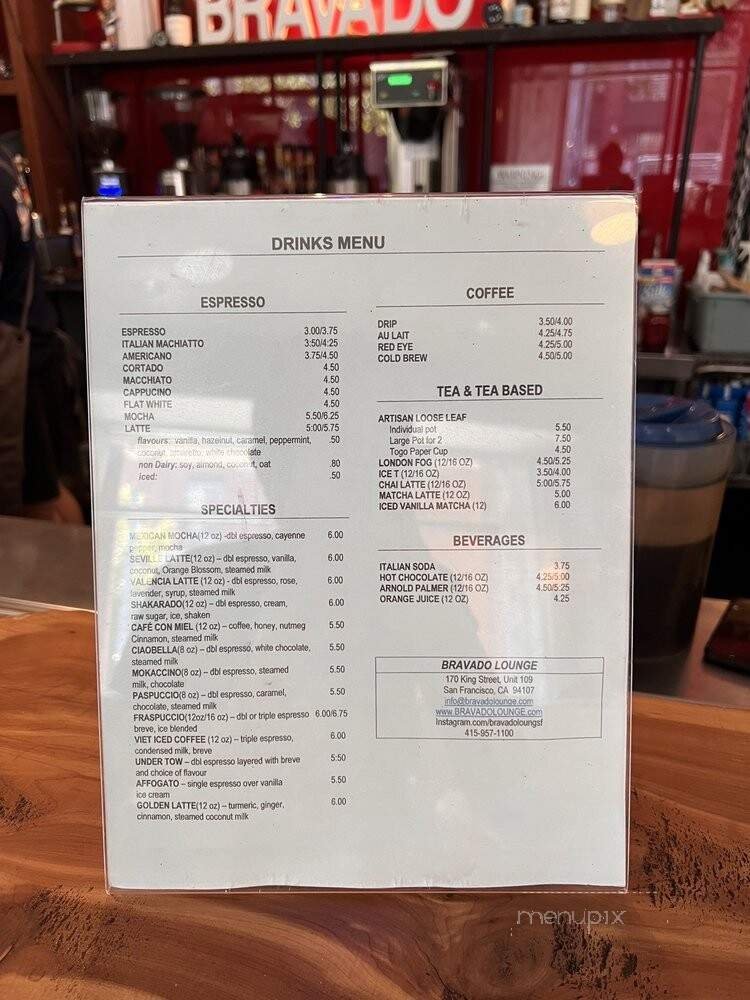 BRAVADO
DRINKS MENU
ESPRESSO
ESPRESSO 3.00/3.75
ITALIAN MACHIATTO 3:50/4:25
AMERICANO 3.75/4.50
CORTADO 4.50
MACCHIATO 4.50
CAPPUCINO 4.50
FLAT WHITE 4.50
MOCHA 5.50/6.25
LATTE 5:00/5.75
flavours: vanilla, hazelnut, caramel, peppermint, .50
coconut, amaretto, white chocolate
non Dairy: soy, almond, coconut, oat .80
iced: .50
SPECIALTIES
MEXICAN MOCHA(12 oz) -dbl espresso, cayenne 6.00
pepper, mocha
SEVILLE LATTE(12 oz) – dbl espresso, vanilla, 6.00
coconut, Orange Blossom, steamed milk
VALENCIA LATTE (12 oz) - dbl espresso, rose, 6.00
lavender, syrup, steamed milk
SHAKARADO(12 oz) – dbl espresso, cream, 6.00
raw sugar, ice, shaken
CAFÉ CON MIEL (12 oz) – coffee, honey, nutmeg 5.50
Cinnamon, steamed milk
CIAOBELLA(8 oz) – dbl espresso, white chocolate, 5.50
steamed milk
MOKACCINO(8 oz) – dbl espresso, steamed 5.50
milk, chocolate
PASPUCCIO(8 oz) – dbl espresso, caramel, 5.50
chocolate, steamed milk
FRASPUCCIO(12oz/16 oz) – dbl or triple espresso 6.00/6.75
breve, ice blended
VIET ICED COFFEE (12 oz) – triple espresso, 6.00
condensed milk, breve
UNDER TOW – dbl espresso layered with breve 5:50
and choice of flavour
AFFOGATO – single espresso over vanilla 5.50
ice cream
GOLDEN LATTE(12 oz) – turmeric, ginger, 6.00
cinnamon, steamed coconut milk
COFFEE
DRIP 3.50/4.00
AU LAIT 4.25/4.75
RED EYE 4.25/5.00
COLD BREW 4.50/5.00
TEA & TEA BASED
ARTISAN LOOSE LEAF
Individual pot 5.50
Large Pot for 2 7.50
Togo Paper Cup 4.50
LONDON FOG (12/16 OZ) 4.50/5.25
ICE T (12/16 OZ) 3.50/4.00
CHAI LATTE (12/16 OZ) 5:00/5.75
MATCHA LATTE (12 OZ) 5.00
ICED VANILLA MATCHA (12) 6.00
BEVERAGES
ITALIAN SODA 3.75
HOT CHOCOLATE (12/16 OZ) 4.25/5:00
ARNOLD PALMER (12/16 OZ) 4.50/5.25
ORANGE JUICE (12 OZ) 4.25
BRAVADO LOUNGE
170 King Street, Unit 109
San Francisco, CA 94107
info@bravadolounge.com
www.BRAVADOLOUNGE.com
Instagram.com/bravadoloungsf
415-957-1100
menupix